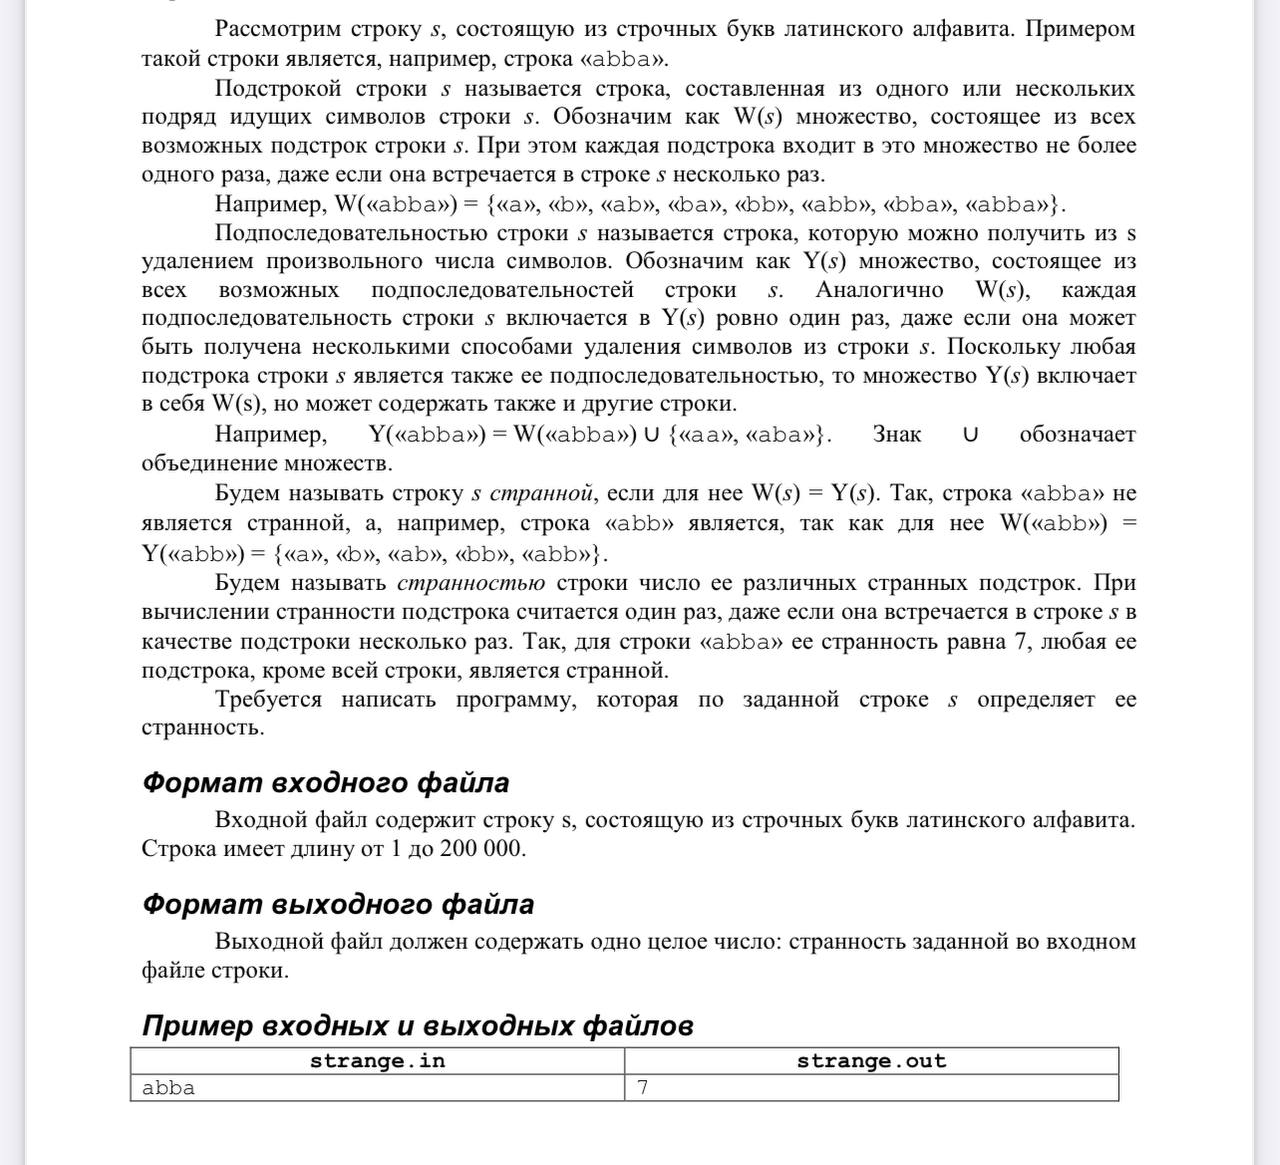 Рассмотрим строку s, состоящую из строчных букв латинского алфавита. Примером
такой строки является, например, строка «abba».
Подстрокой строки s называется строка, составленная из одного или нескольких
подряд идущих символов строки s. Обозначим как W(s) множество, состоящее из всех
возможных подстрок строки s. При этом каждая подстрока входит в это множество не более
одного раза, даже если она встречается в строке s несколько раз.
Например, W(«abba») = {«a», «b», «ab», «ba», «bb», «abb», «bba», «abba»}.
Подпоследовательностью строки s называется строка, которую можно получить из s
удалением произвольного числа символов. Обозначим как Y(s) множество, состоящее из
всех возможных подпоследовательностей строки s. Аналогично W(s), каждая
подпоследовательность строки s включается в Y(s) ровно один раз, даже если она может
быть получена несколькими способами удаления символов из строки s. Поскольку любая
подстрока строки s является также ее подпоследовательностью, то множество Y(s) включает
в себя W(s), но может содержать также и другие строки.
Например, Y(«abba») = W(«abba») ∪ {«aa», «aba»}. Знак ∪ обозначает
объединение множеств.
Будем называть строку s странной, если для нее W(s) = Y(s). Так, строка «abba» не
является странной, а, например, строка «abb» является, так как для нее W(«abb») =
Y(«abb») = {«a», «b», «ab», «bb», «abb»}.
Будем называть странностью строки число ее различных странных подстрок. При
вычислении странности подстрока считается один раз, даже если она встречается в строке s в
качестве подстроки несколько раз. Так, для строки «abba» ее странность равна 7, любая ее
подстрока, кроме всей строки, является странной.
Требуется написать программу, которая по заданной строке s определяет ее
странность.
Формат входного файла
Входной файл содержит строку s, состоящую из строчных букв латинского алфавита.
Строка имеет длину от 1 до 200 000.
Формат выходного файла
Выходной файл должен содержать одно целое число: странность заданной во входном
файле строки.
Пример входных и выходных файлов
strange.in strange.out
abba 7